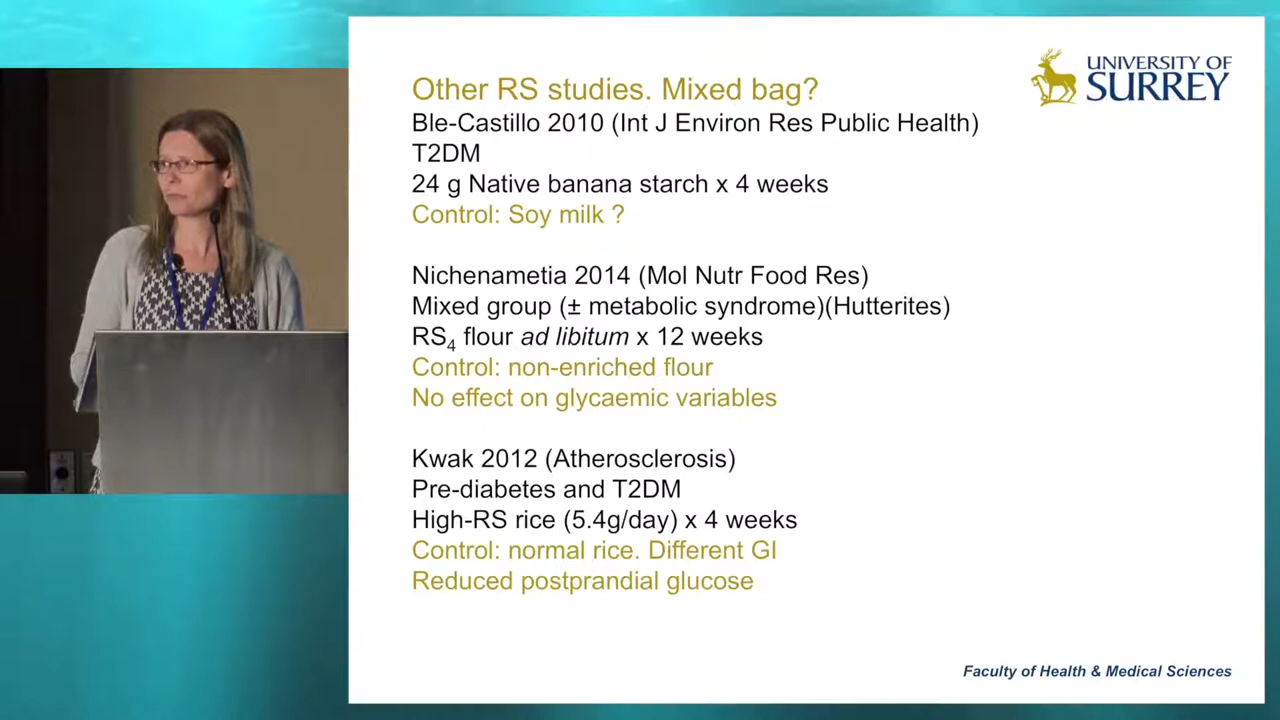 UNIVERSITY OF
SURREY
Other RS studies. Mixed bag?
Ble-Castillo 2010 (Int J Environ Res Public Health)
T2DM
24 g Native banana starch x 4 weeks
Control: Soy milk ?
Nichenametia 2014 (Mol Nutr Food Res)
Mixed group (± metabolic syndrome)(Hutterites)
RS₄ flour ad libitum x 12 weeks
Control: non-enriched flour
No effect on glycaemic variables
Kwak 2012 (Atherosclerosis)
Pre-diabetes and T2DM
High-RS rice (5.4g/day) x 4 weeks
Control: normal rice. Different GI
Reduced postprandial glucose
Faculty of Health & Medical Sciences